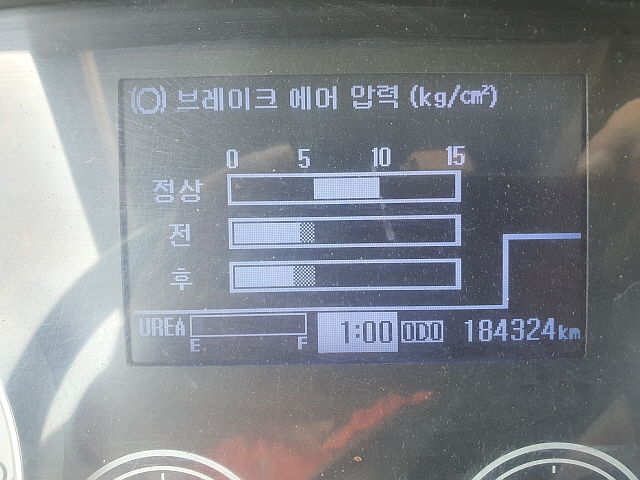 (O) 브레이크 에어 압력 (kg/cm²)
0 5 10 15
정상
전
후
UREA E F 1:00 ODO 184324km